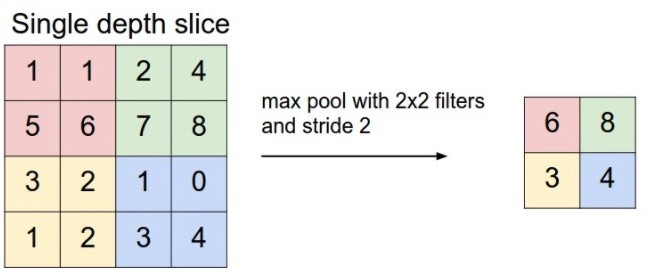 Single depth slice
1 1 2 4
5 6 7 8
3 2 1 0
1 2 3 4
max pool with 2x2 filters
and stride 2
6 8
3 4